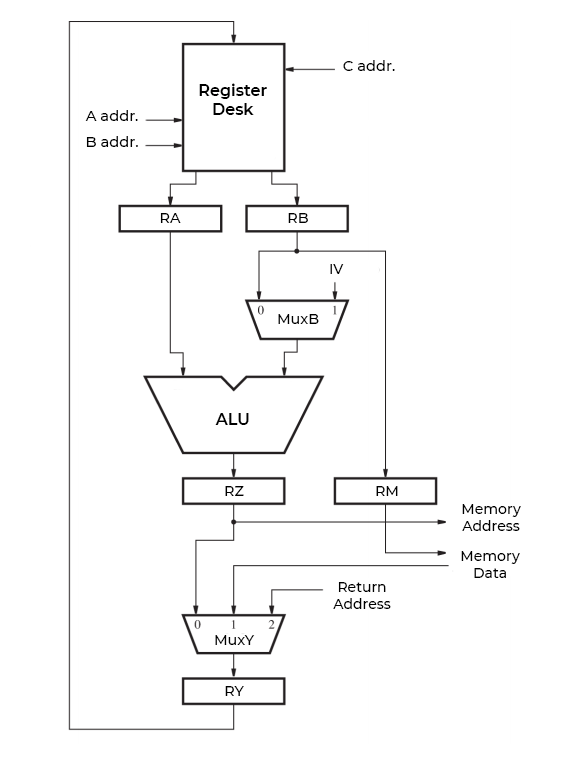 Register
Desk
C addr.
A addr.
B addr.
RA
RB
IV
0
1
MuxB
ALU
RZ
RM
Memory
Address
Memory
Data
Return
Address
0
1
2
MuxY
RY